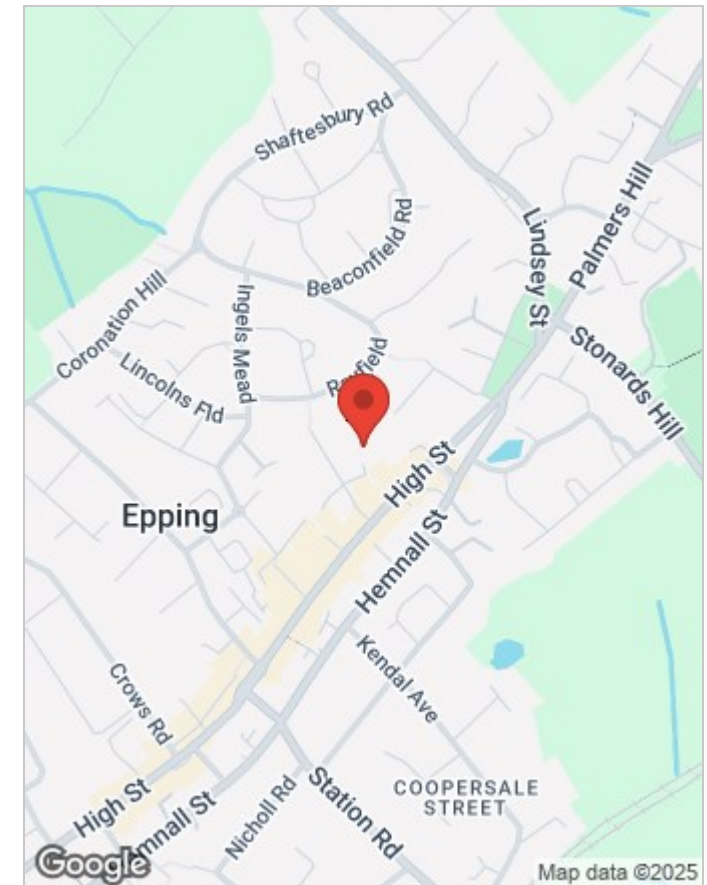 Shaftesbury Rd
Palmers Hill
Lindsey St
Beaconfield Rd
Coronation Hill
Ingels Mead
Lincolns Fld
Stonards Hill
High St
Epping
Hemnall St
Kendal Ave
Crows Rd
COOPERSALE
STREET
Station Rd
Nicholl Rd
High St
Google
Map data ©2025